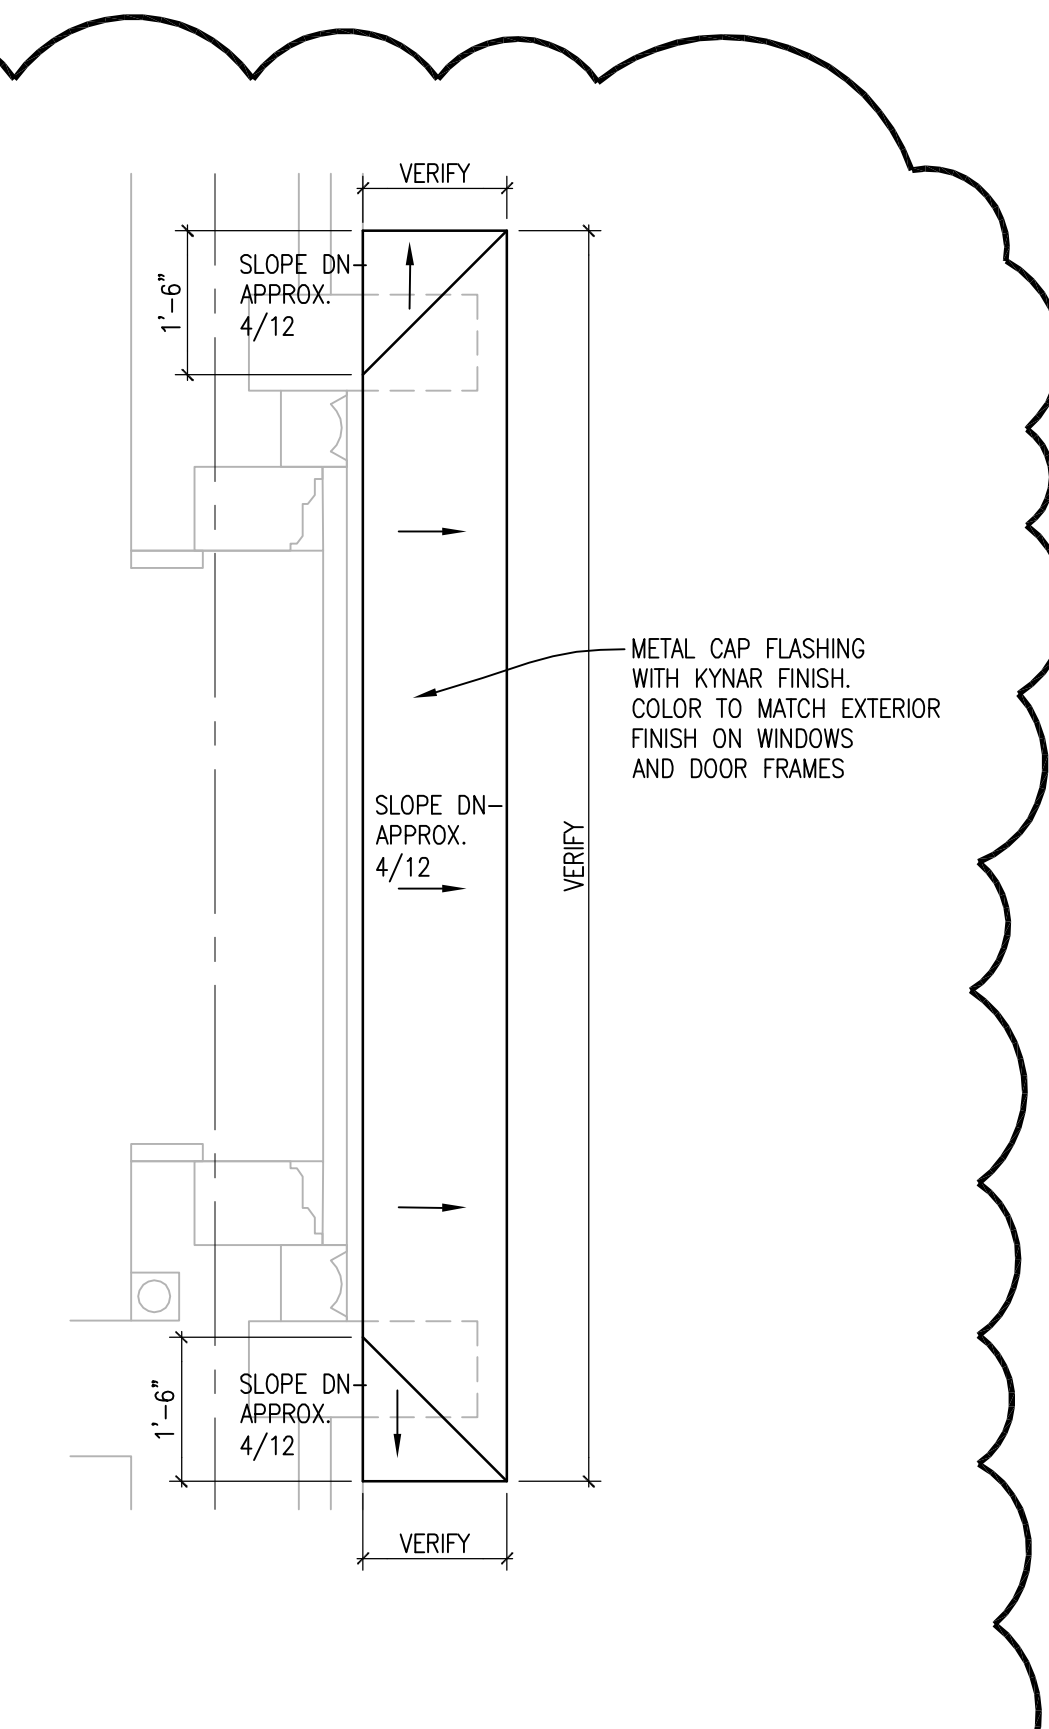 VERIFY
SLOPE DN-
APPROX.
4/12
1'-6"
METAL CAP FLASHING
WITH KYNAR FINISH.
COLOR TO MATCH EXTERIOR
FINISH ON WINDOWS
AND DOOR FRAMES
SLOPE DN-
APPROX.
4/12
VERIFY
SLOPE DN-
APPROX.
4/12
1'-6"
VERIFY